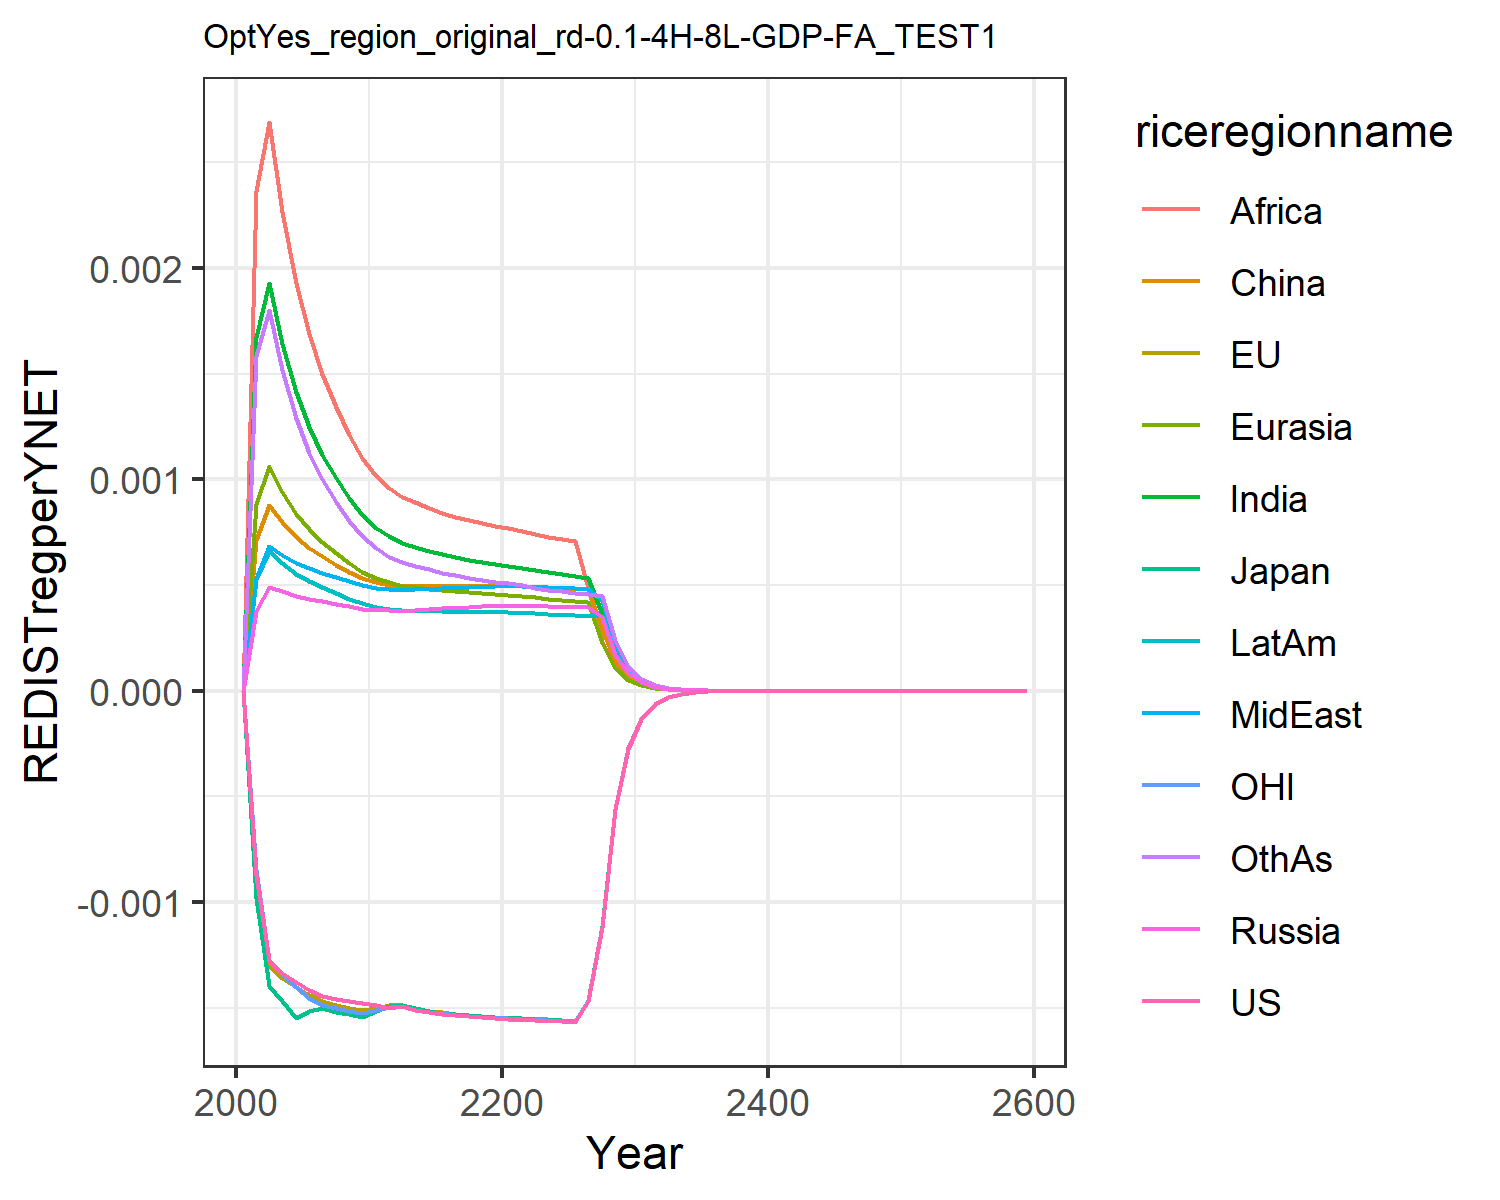 OptYes_region_original_rd-0.1-4H-8L-GDP-FA_TEST1
REDISTregperYNET
0.002
0.001
0.000
-0.001
2000
2200
2400
2600
Year
riceregionname
Africa
China
EU
Eurasia
India
Japan
LatAm
MidEast
OHI
OthAs
Russia
US